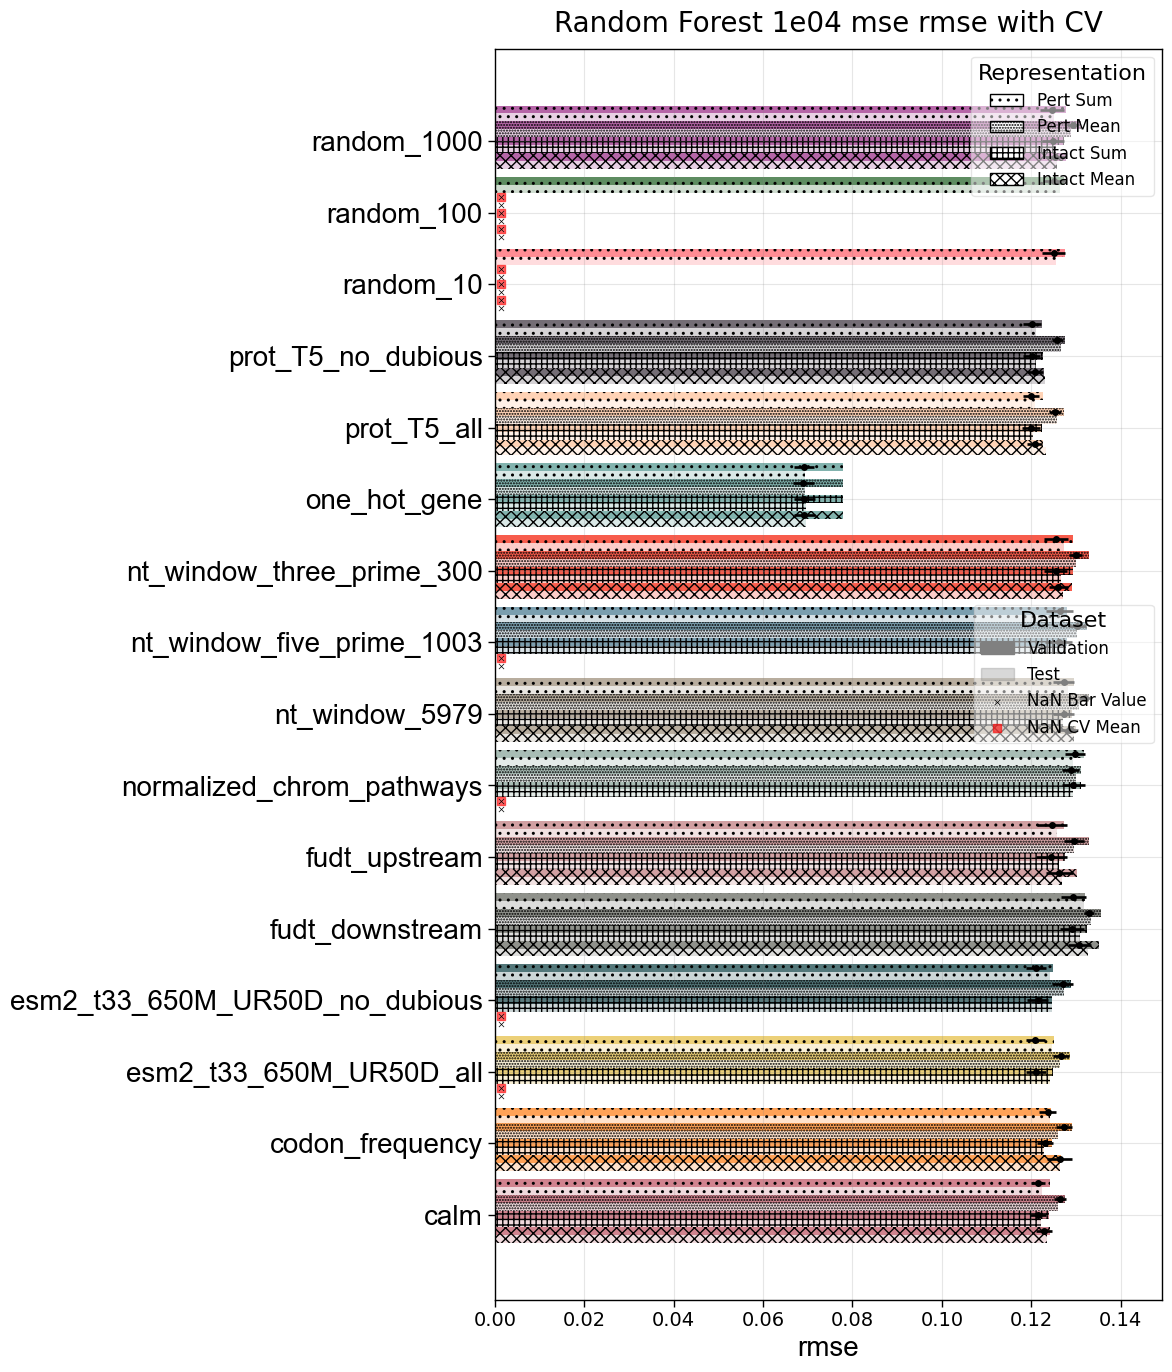 Random Forest 1e04 mse rmse with CV
Representation
Pert Sum
Pert Mean
Intact Sum
Intact Mean
random_1000
random_100
random_10
prot_T5_no_dubious
prot_T5_all
one_hot_gene
nt_window_three_prime_300
nt_window_five_prime_1003
Dataset
Validation
Test
NaN Bar Value
NaN CV Mean
nt_window_5979
normalized_chrom_pathways
fudt_upstream
fudt_downstream
esm2_t33_650M_UR50D_no_dubious
esm2_t33_650M_UR50D_all
codon_frequency
calm
0.00 0.02 0.04 0.06 0.08 0.10 0.12 0.14
rmse